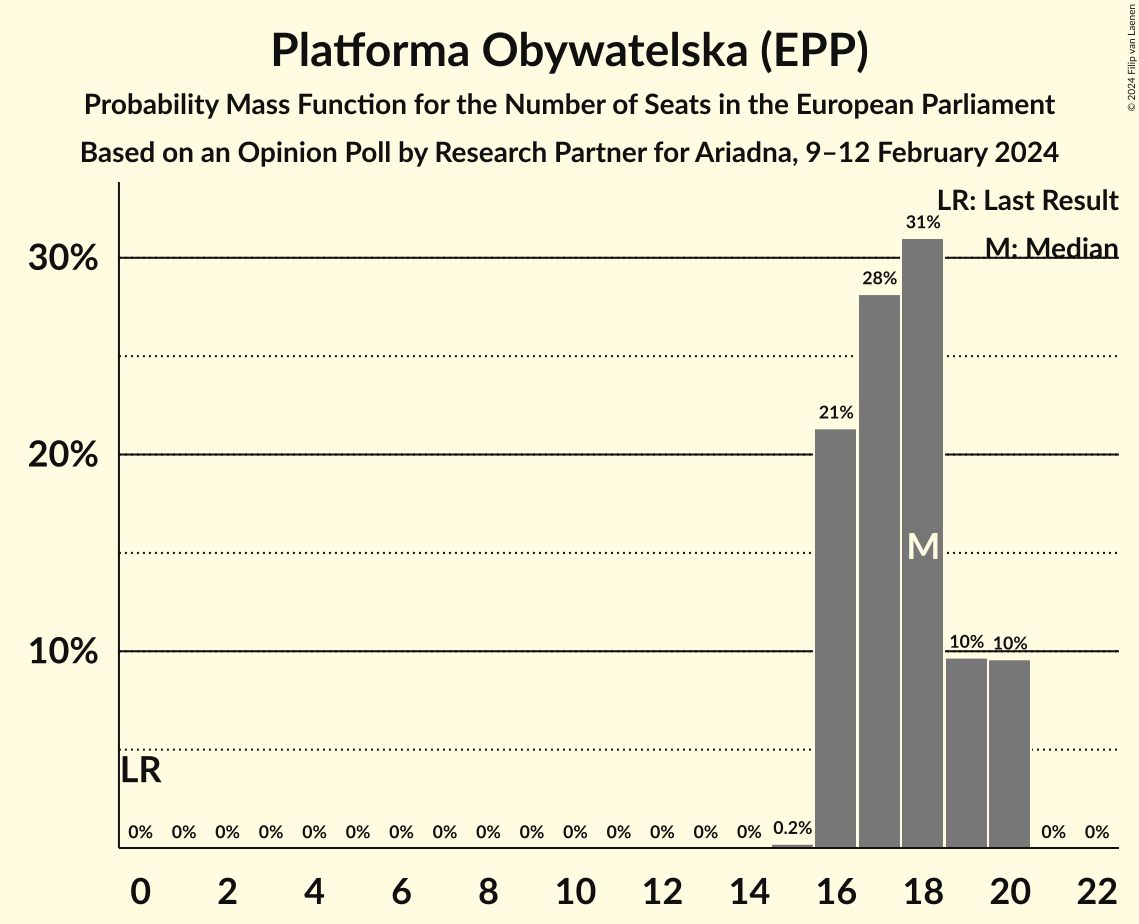 Platforma Obywatelska (EPP)
Probability Mass Function for the Number of Seats in the European Parliament
Based on an Opinion Poll by Research Partner for Ariadna, 9–12 February 2024
© 2024 Filip van Laenen
LR: Last Result
M: Median
30%
20%
10%
31%
28%
21%
10% 10%
M
LR
0% 0% 0% 0% 0% 0% 0% 0% 0% 0% 0% 0% 0% 0% 0% 0.2% 0% 0%
0 2 4 6 8 10 12 14 16 18 20 22